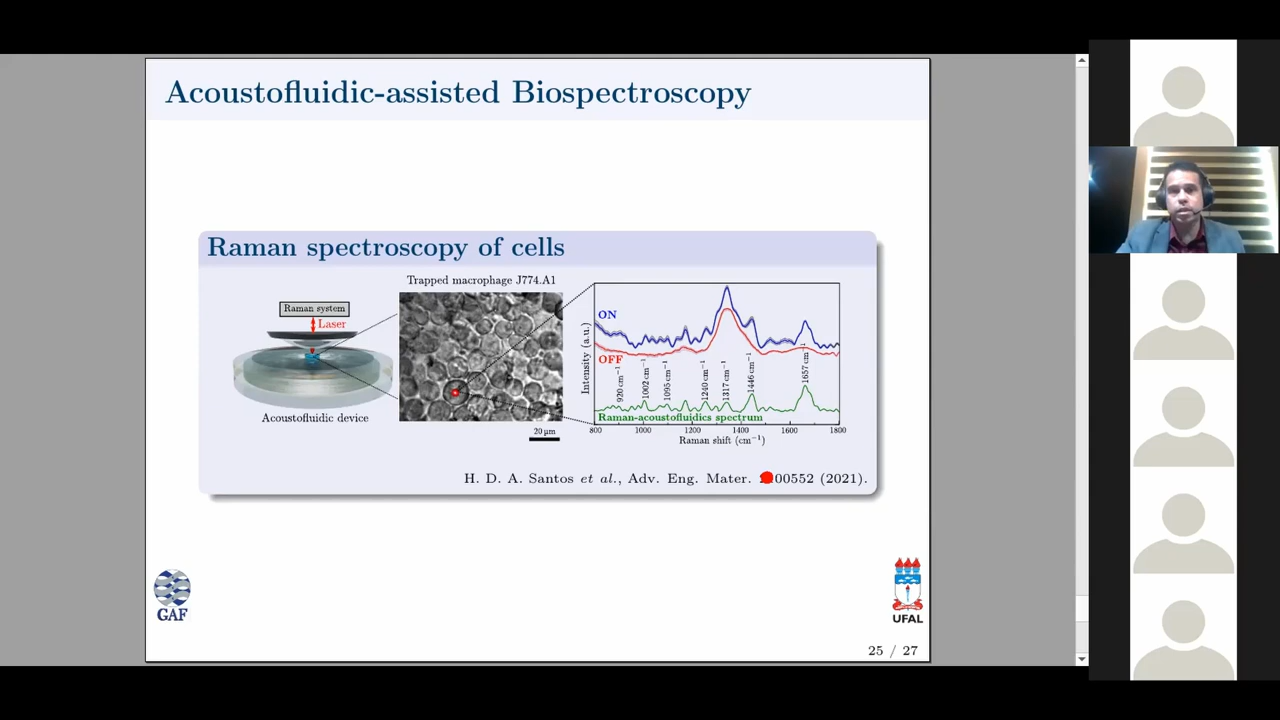 Acoustofluidic-assisted Biospectroscopy
Raman spectroscopy of cells
Raman system
Laser
Acoustofluidic device
Trapped macrophage J774.A1
20 μm
Intensity (a.u.)
ON
OFF
920 cm⁻¹
1002 cm⁻¹
1095 cm⁻¹
1240 cm⁻¹
1317 cm⁻¹
1446 cm⁻¹
1657 cm⁻¹
Raman-acoustofluidics spectrum
800 1000 1200 1400 1600 1800
Raman shift (cm⁻¹)
H. D. A. Santos et al., Adv. Eng. Mater. 00552 (2021).
GAF
UFAL
25 / 27